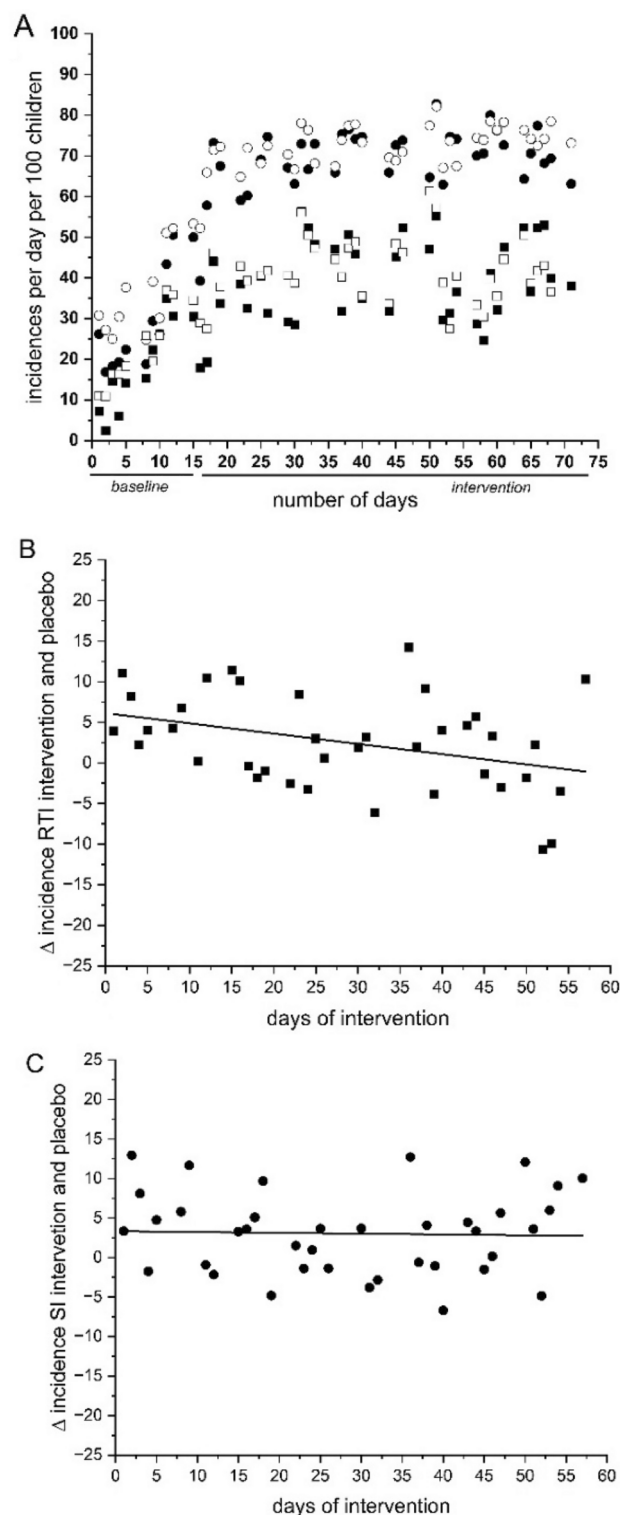 A
incidences per day per 100 children
100
90
80
70
60
50
40
30
20
10
0
0 5 10 15 20 25 30 35 40 45 50 55 60 65 70 75
baseline
intervention
number of days
B
Δ incidence RTI intervention and placebo
25
20
15
10
5
0
−5
−10
−15
−20
−25
0 5 10 15 20 25 30 35 40 45 50 55 60
days of intervention
C
Δ incidence SI intervetion and placebo
25
20
15
10
5
0
−5
−10
−15
−20
−25
0 5 10 15 20 25 30 35 40 45 50 55 60
days of intervention